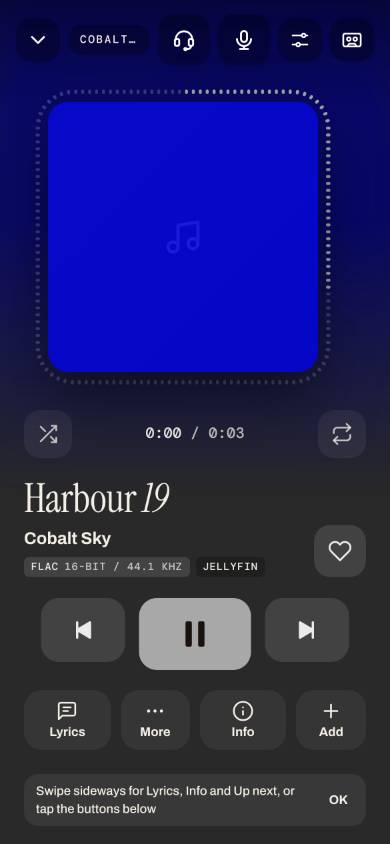 COBALT…
0:00 / 0:03
Harbour 19
Cobalt Sky
FLAC 16-BIT / 44.1 KHZ JELLYFIN
Lyrics More Info Add
Swipe sideways for Lyrics, Info and Up next, or
tap the buttons below
OK